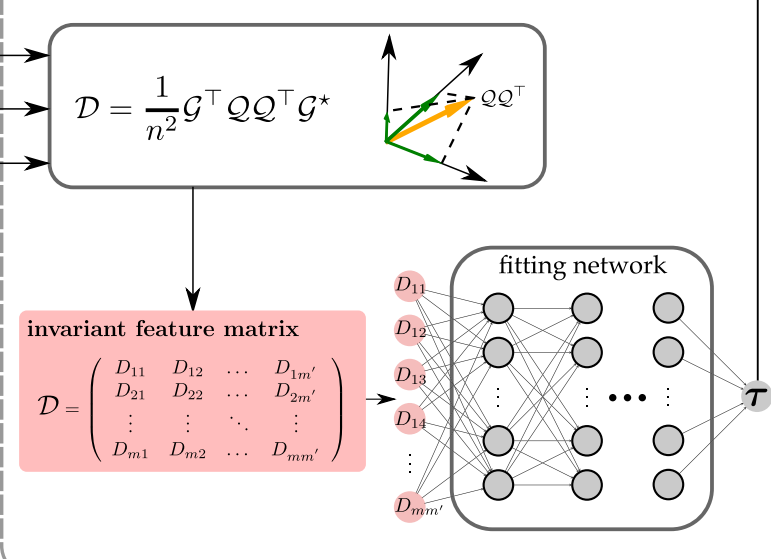 𝒟 = 1/n² 𝒢⊤𝒬𝒬⊤𝒢⋆
𝒬𝒬⊤
invariant feature matrix
𝒟 = ( D₁₁ D₁₂ … D₁ₘ′
D₂₁ D₂₂ … D₂ₘ′
⋮ ⋮ ⋱ ⋮
Dₘ₁ Dₘ₂ … Dₘₘ′ )
D₁₁
D₁₂
D₁₃
D₁₄
⋮
Dₘₘ′
fitting network
⋮ ⋮ ••• ⋮
τ